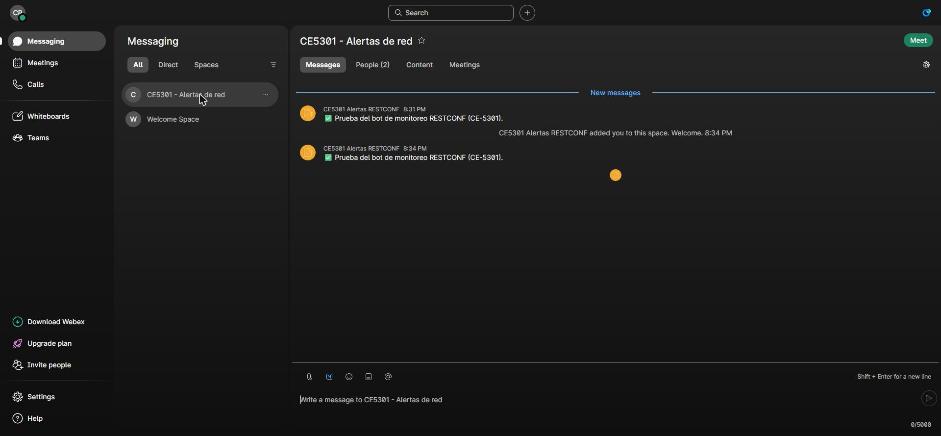 CP
Search
Messaging
Meetings
Calls
Whiteboards
Teams
Download Webex
Upgrade plan
Invite people
Settings
Help
Messaging
All Direct Spaces
C CE5301 - Alertas de red
W Welcome Space
CE5301 - Alertas de red
Meet
Messages People (2) Content Meetings
New messages
CE5301 Alertas RESTCONF 8:31 PM
✅ Prueba del bot de monitoreo RESTCONF (CE-5301).
CE5301 Alertas RESTCONF added you to this space. Welcome. 8:34 PM
CE5301 Alertas RESTCONF 8:34 PM
✅ Prueba del bot de monitoreo RESTCONF (CE-5301).
Shift + Enter for a new line
Write a message to CE5301 - Alertas de red
0/5000